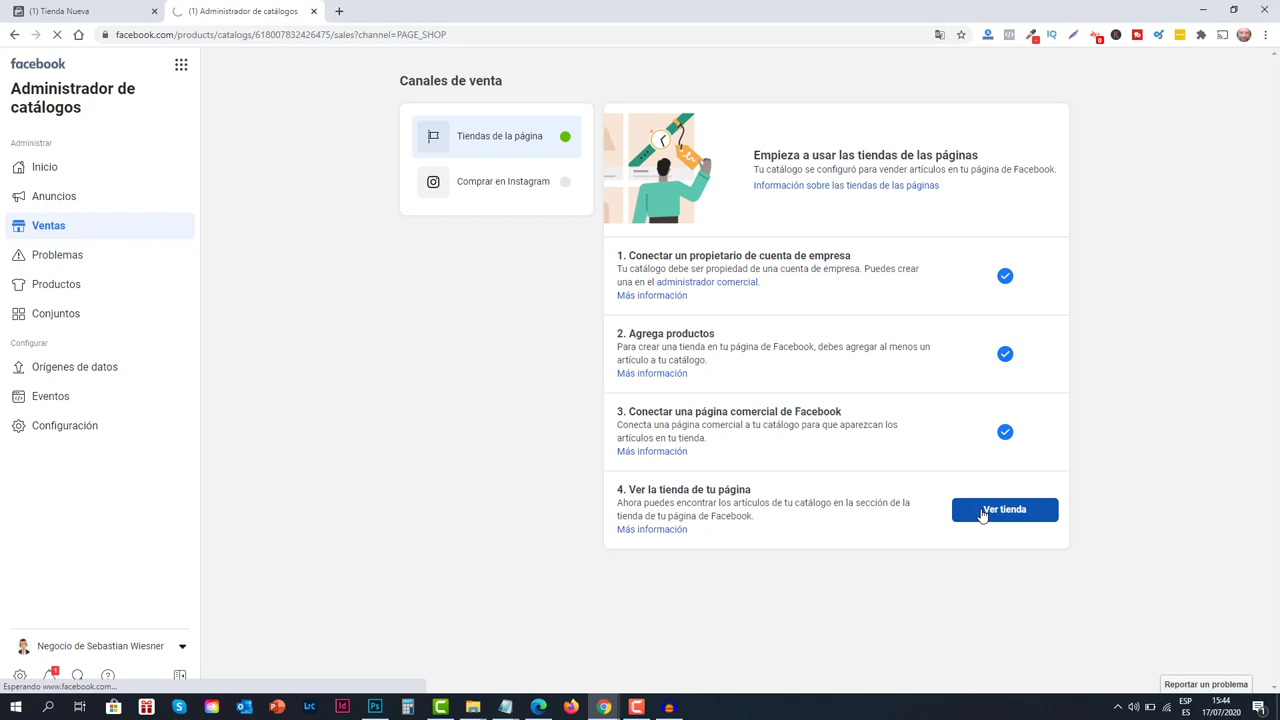 (1) Tienda Nueva
(1) Administrador de catálogos
facebook.com/products/catalogs/618007832426475/sales?channel=PAGE_SHOP
facebook
Administrador de
catálogos
Administrar
Inicio
Anuncios
Ventas
Problemas
Productos
Conjuntos
Configurar
Orígenes de datos
Eventos
Configuración
Negocio de Sebastian Wiesner
1
Esperando www.facebook.com...
Canales de venta
Tiendas de la página
Comprar en Instagram
Empieza a usar las tiendas de las páginas
Tu catálogo se configuró para vender artículos en tu página de Facebook.
Información sobre las tiendas de las páginas
1. Conectar un propietario de cuenta de empresa
Tu catálogo debe ser propiedad de una cuenta de empresa. Puedes crear
una en el administrador comercial.
Más información
2. Agrega productos
Para crear una tienda en tu página de Facebook, debes agregar al menos un
artículo a tu catálogo.
Más información
3. Conectar una página comercial de Facebook
Conecta una página comercial a tu catálogo para que aparezcan los
artículos en tu tienda.
Más información
4. Ver la tienda de tu página
Ahora puedes encontrar los artículos de tu catálogo en la sección de la
tienda de tu página de Facebook.
Más información
Ver tienda
Reportar un problema
Lrc
Id
Ps
ESP
ES
15:44
17/07/2020